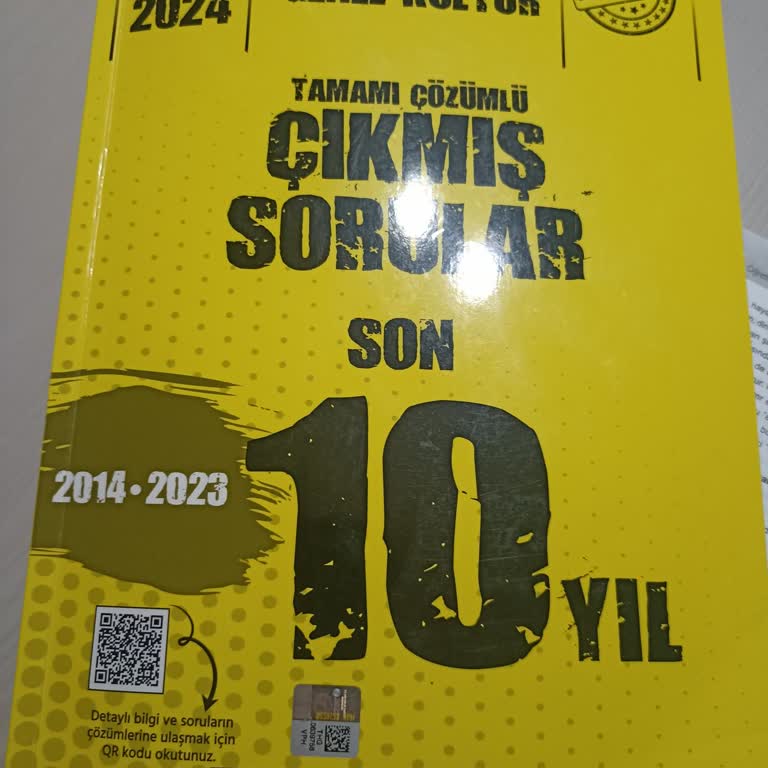 2024
KÜLTÜR
TAMAMI ÇÖZÜMLÜ
ÇIKMIŞ
SORULAR
SON
10 YIL
2014 • 2023
Detaylı bilgi ve soruların
çözümlerine ulaşmak için
QR kodu okutunuz.